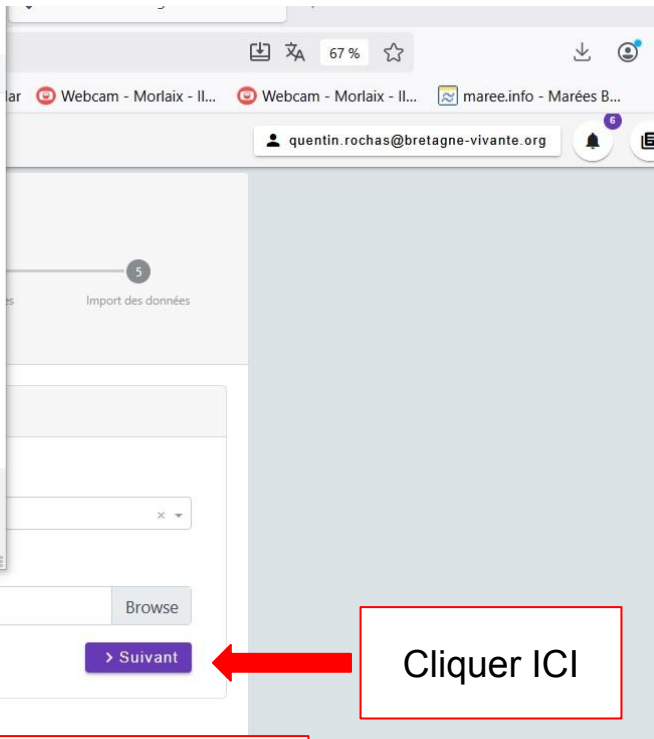 67 %
lar Webcam - Morlaix - Il... Webcam - Morlaix - Il... maree.info - Marées B...
quentin.rochas@bretagne-vivante.org 6
5
es Import des données
Browse
> Suivant
Cliquer ICI